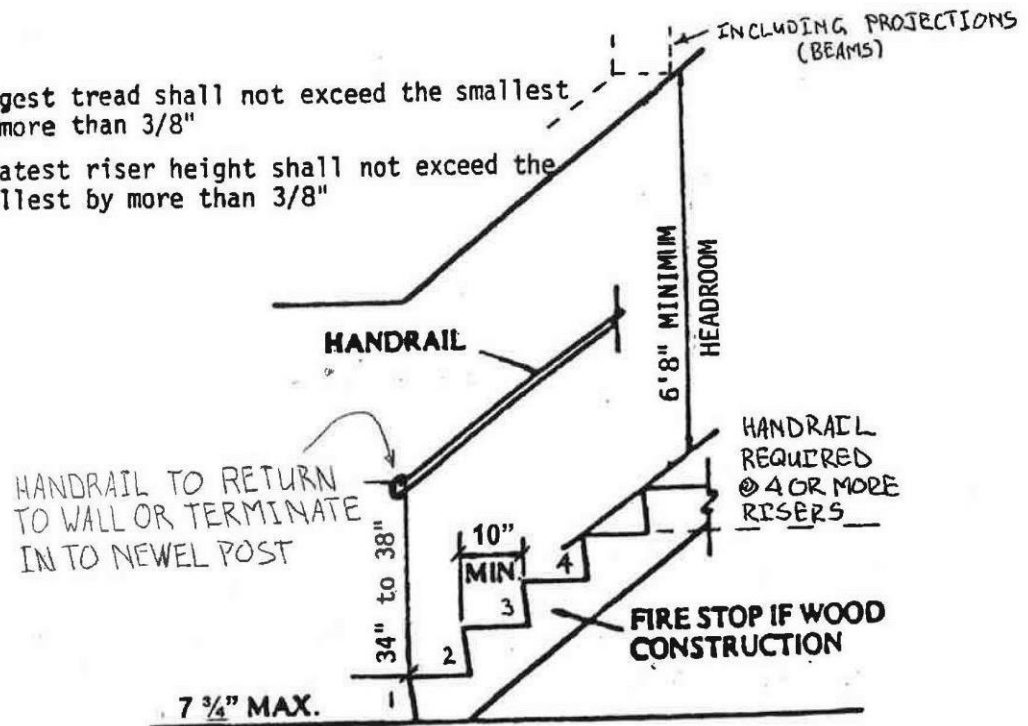 INCLUDING PROJECTIONS
(BEAMS)
gest tread shall not exceed the smallest
more than 3/8"
atest riser height shall not exceed the
llest by more than 3/8"
HANDRAIL
6'8" MINIMUM
HEADROOM
HANDRAIL TO RETURN
TO WALL OR TERMINATE
IN TO NEWEL POST
HANDRAIL
REQUIRED
@ 4 OR MORE
RISERS
34" to 38"
10"
MIN.
4
3
2
1
FIRE STOP IF WOOD
CONSTRUCTION
7 ¾" MAX.